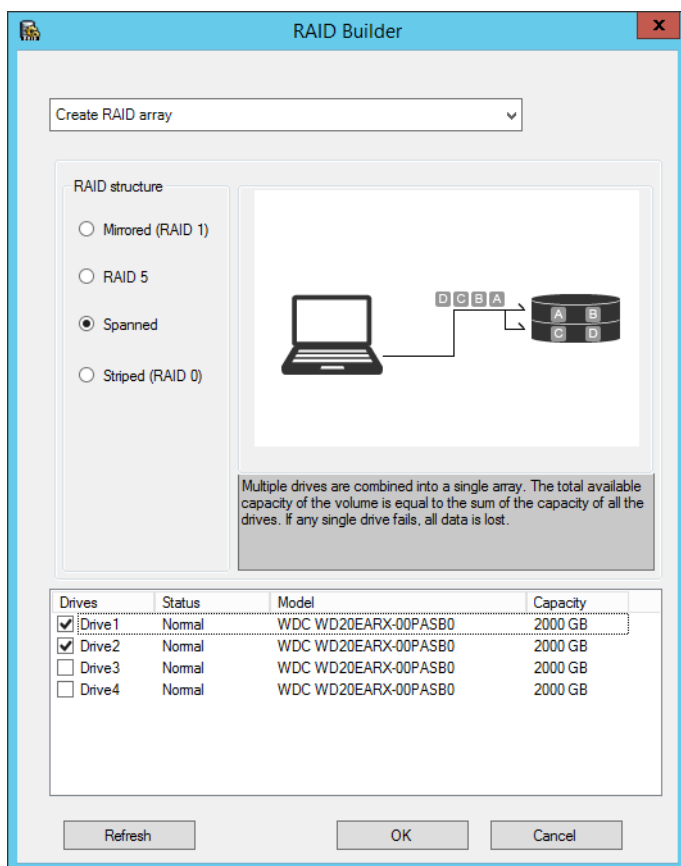 RAID Builder
x
Create RAID array
RAID structure
Mirrored (RAID 1)
RAID 5
Spanned
Striped (RAID 0)
D C B A
A B
C D
Multiple drives are combined into a single array. The total available
capacity of the volume is equal to the sum of the capacity of all the
drives. If any single drive fails, all data is lost.
Drives Status Model Capacity
Drive1 Normal WDC WD20EARX-00PASB0 2000 GB
Drive2 Normal WDC WD20EARX-00PASB0 2000 GB
Drive3 Normal WDC WD20EARX-00PASB0 2000 GB
Drive4 Normal WDC WD20EARX-00PASB0 2000 GB
Refresh OK Cancel